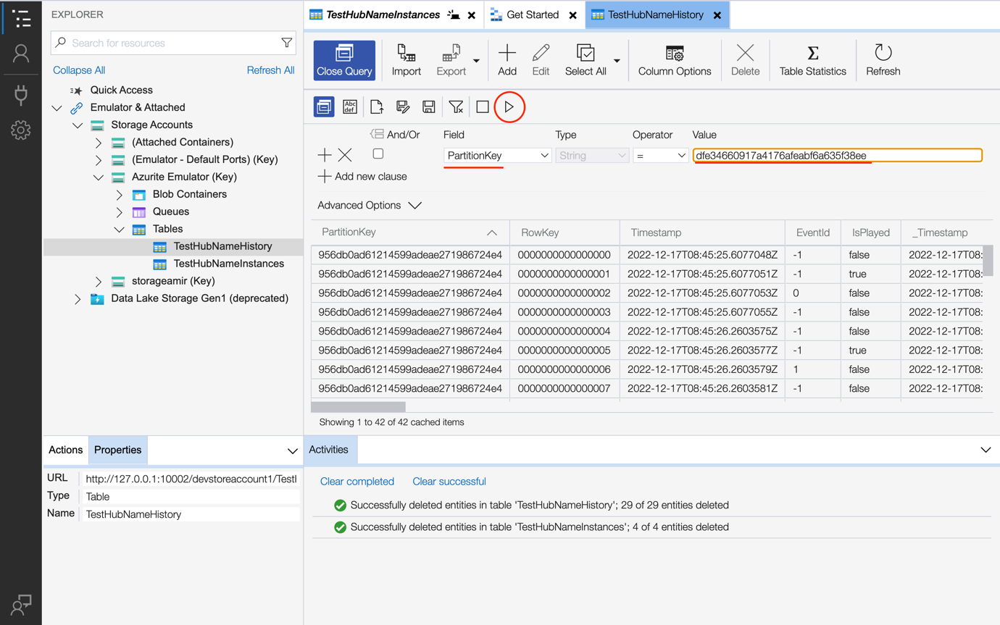 EXPLORER
Search for resources
Collapse All Refresh All
Quick Access
Emulator & Attached
Storage Accounts
(Attached Containers)
(Emulator - Default Ports) (Key)
Azurite Emulator (Key)
Blob Containers
Queues
Tables
TestHubNameHistory
TestHubNameInstances
storageamir (Key)
Data Lake Storage Gen1 (deprecated)
Actions Properties
URL http://127.0.0.1:10002/devstoreaccount1/TestH
Type Table
Name TestHubNameHistory
TestHubNameInstances Get Started TestHubNameHistory
Close Query Import Export Add Edit Select All Column Options Delete Table Statistics Refresh
Abc
def
And/Or Field Type Operator Value
PartitionKey String = dfe34660917a4176afeabf6a635f38ee
Add new clause
Advanced Options
PartitionKey RowKey Timestamp EventId IsPlayed _Timestamp
956db0ad61214599adeae271986724e4 0000000000000000 2022-12-17T08:45:25.6077048Z -1 false 2022-12-17T08:
956db0ad61214599adeae271986724e4 0000000000000001 2022-12-17T08:45:25.6077051Z -1 true 2022-12-17T08:
956db0ad61214599adeae271986724e4 0000000000000002 2022-12-17T08:45:25.6077053Z 0 false 2022-12-17T08:
956db0ad61214599adeae271986724e4 0000000000000003 2022-12-17T08:45:25.6077055Z -1 false 2022-12-17T08:
956db0ad61214599adeae271986724e4 0000000000000004 2022-12-17T08:45:26.2603575Z -1 false 2022-12-17T08:
956db0ad61214599adeae271986724e4 0000000000000005 2022-12-17T08:45:26.2603577Z -1 true 2022-12-17T08:
956db0ad61214599adeae271986724e4 0000000000000006 2022-12-17T08:45:26.2603579Z 1 false 2022-12-17T08:
956db0ad61214599adeae271986724e4 0000000000000007 2022-12-17T08:45:26.2603581Z -1 false 2022-12-17T08:
Showing 1 to 42 of 42 cached items
Activities
Clear completed Clear successful
Successfully deleted entities in table 'TestHubNameHistory'; 29 of 29 entities deleted
Successfully deleted entities in table 'TestHubNameInstances'; 4 of 4 entities deleted